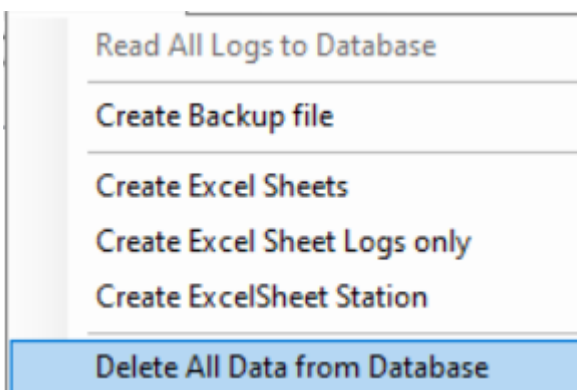 Read All Logs to Database
Create Backup file
Create Excel Sheets
Create Excel Sheet Logs only
Create ExcelSheet Station
Delete All Data from Database